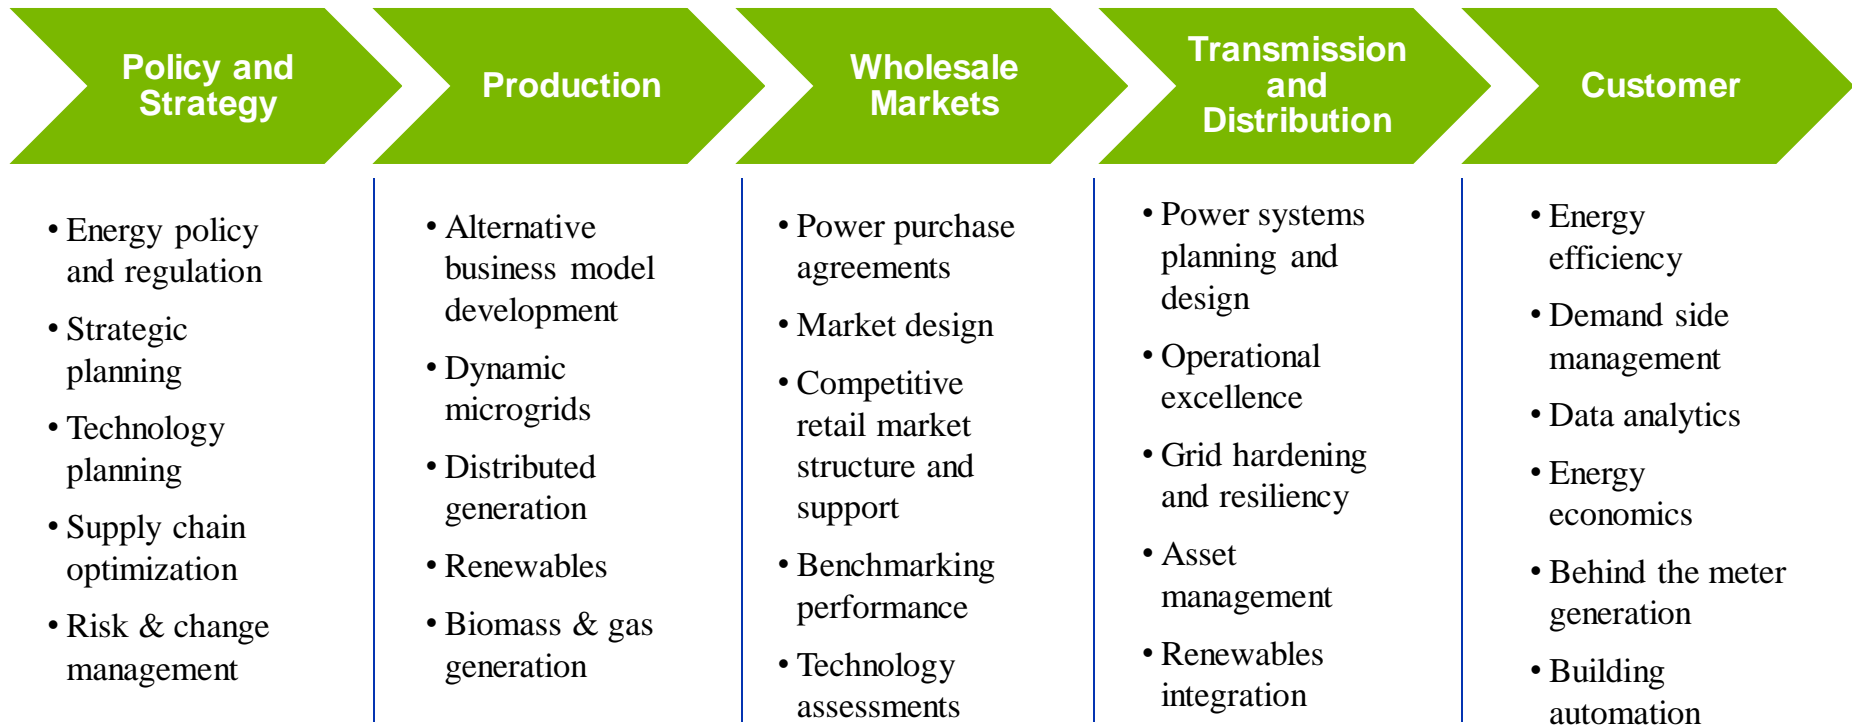 Policy and
Strategy
Production
Wholesale
Markets
Transmission
and
Distribution
Customer
• Energy policy
and regulation
• Strategic
planning
• Technology
planning
• Supply chain
optimization
• Risk & change
management
• Alternative
business model
development
• Dynamic
microgrids
• Distributed
generation
• Renewables
• Biomass & gas
generation
• Power purchase
agreements
• Market design
• Competitive
retail market
structure and
support
• Benchmarking
performance
• Technology
assessments
• Power systems
planning and
design
• Operational
excellence
• Grid hardening
and resiliency
• Asset
management
• Renewables
integration
• Energy
efficiency
• Demand side
management
• Data analytics
• Energy
economics
• Behind the meter
generation
• Building
automation